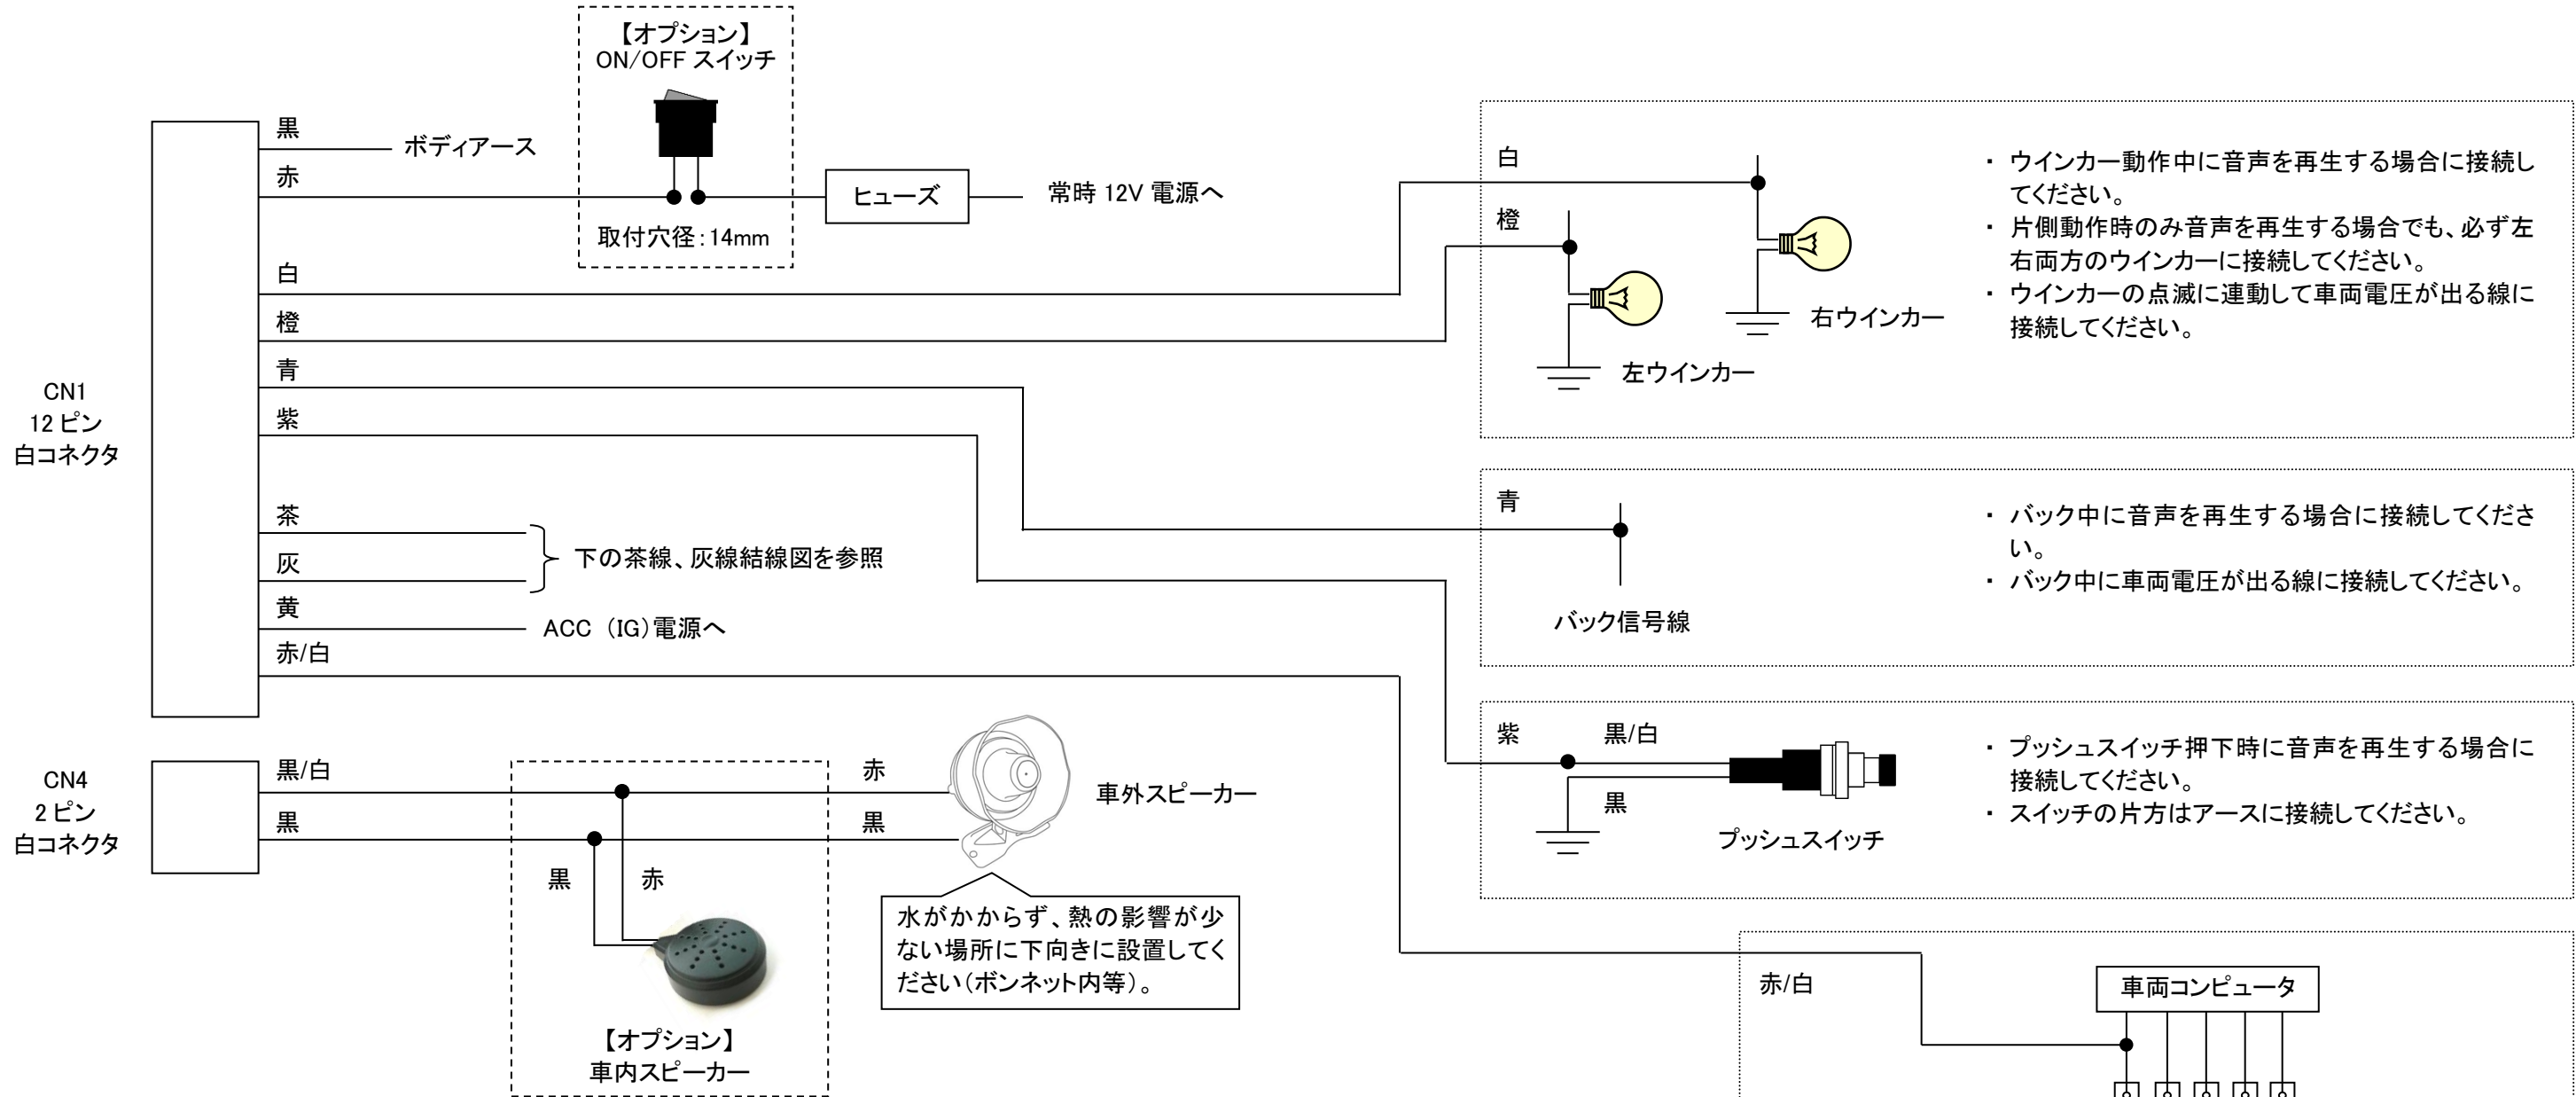 【オプション】
ON/OFF スイッチ
取付穴径：14mm
CN1
12 ピン
白コネクタ
黒
ボディアース
赤
ヒューズ
常時 12V 電源へ
白
橙
青
紫
茶
灰
下の茶線、灰線結線図を参照
黄
ACC （IG）電源へ
赤/白
CN4
2 ピン
白コネクタ
黒/白
黒
赤
黒
車外スピーカー
黒
赤
【オプション】
車内スピーカー
水がかからず、熱の影響が少
ない場所に下向きに設置してく
ださい（ボンネット内等）。
白
橙
右ウインカー
左ウインカー
・ ウインカー動作中に音声を再生する場合に接続し
てください。
・ 片側動作時のみ音声を再生する場合でも、必ず左
右両方のウインカーに接続してください。
・ ウインカーの点滅に連動して車両電圧が出る線に
接続してください。
青
バック信号線
・ バック中に音声を再生する場合に接続してくださ
い。
・ バック中に車両電圧が出る線に接続してください。
紫
黒/白
黒
プッシュスイッチ
・ プッシュスイッチ押下時に音声を再生する場合に
接続してください。
・ スイッチの片方はアースに接続してください。
赤/白
車両コンピュータ